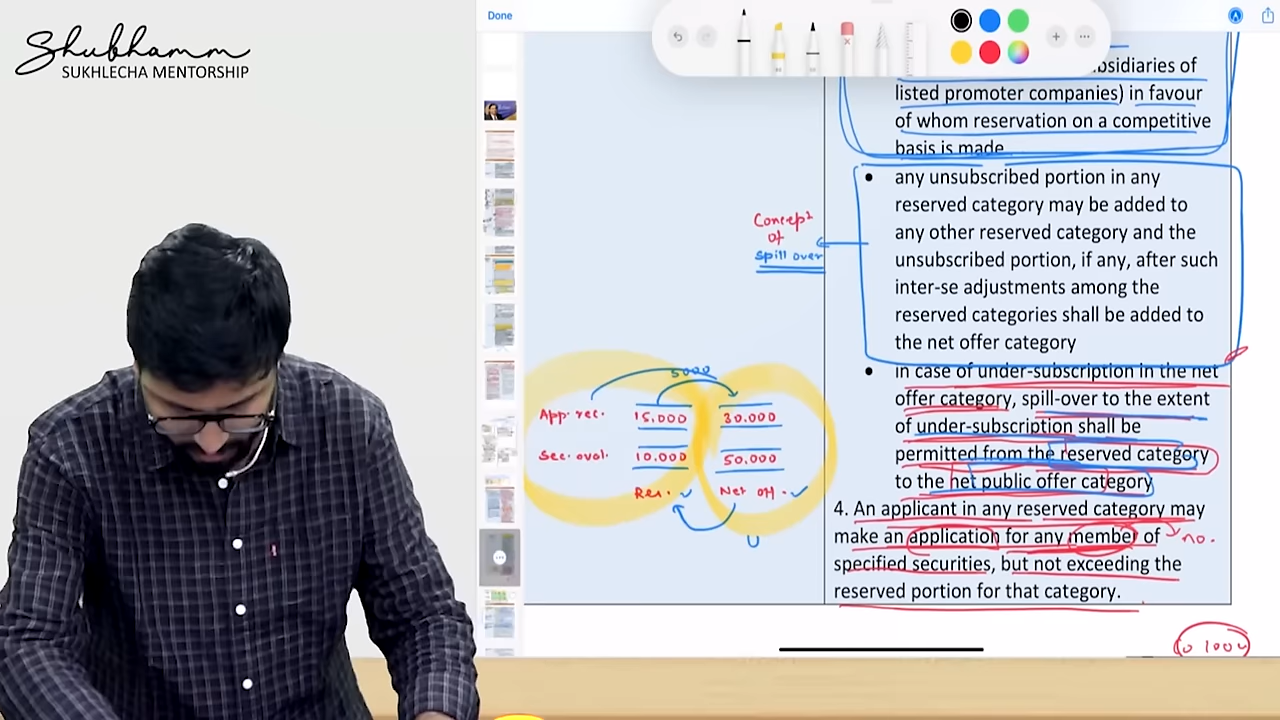 Shubhamm
SUKHLECHA MENTORSHIP
Done
bsidiaries of
listed promoter companies) in favour
of whom reservation on a competitive
basis is made
• any unsubscribed portion in any
reserved category may be added to
any other reserved category and the
unsubscribed portion, if any, after such
inter-se adjustments among the
reserved categories shall be added to
the net offer category
• in case of under-subscription in the net
offer category, spill-over to the extent
of under-subscription shall be
permitted from the reserved category
to the net public offer category
4. An applicant in any reserved category may
make an application for any member of
specified securities, but not exceeding the
reserved portion for that category.
no.
Concept
of
spill over
5000
App. rec. 15,000 30.000
Sec. oval. 10.000 50,000
Res. Net off.
U